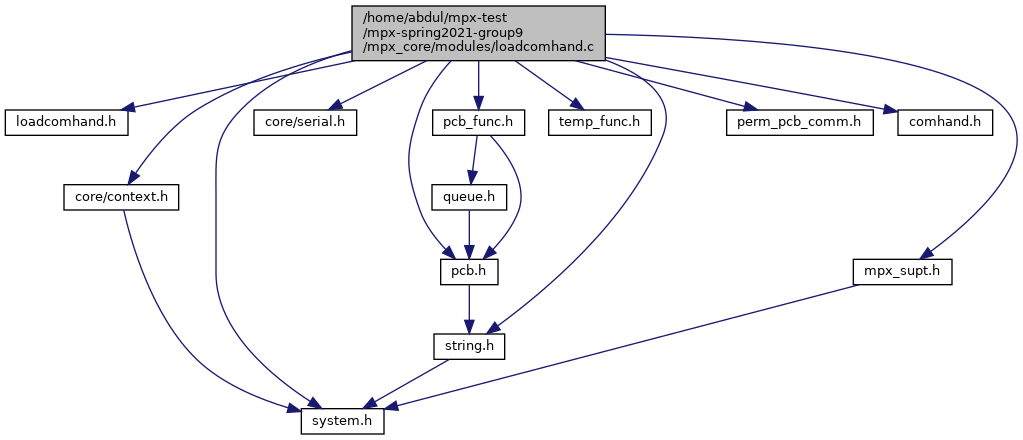 /home/abdul/mpx-test
/mpx-spring2021-group9
/mpx_core/modules/loadcomhand.c
loadcomhand.h
core/serial.h
pcb_func.h
temp_func.h
perm_pcb_comm.h
comhand.h
core/context.h
queue.h
pcb.h
mpx_supt.h
string.h
system.h